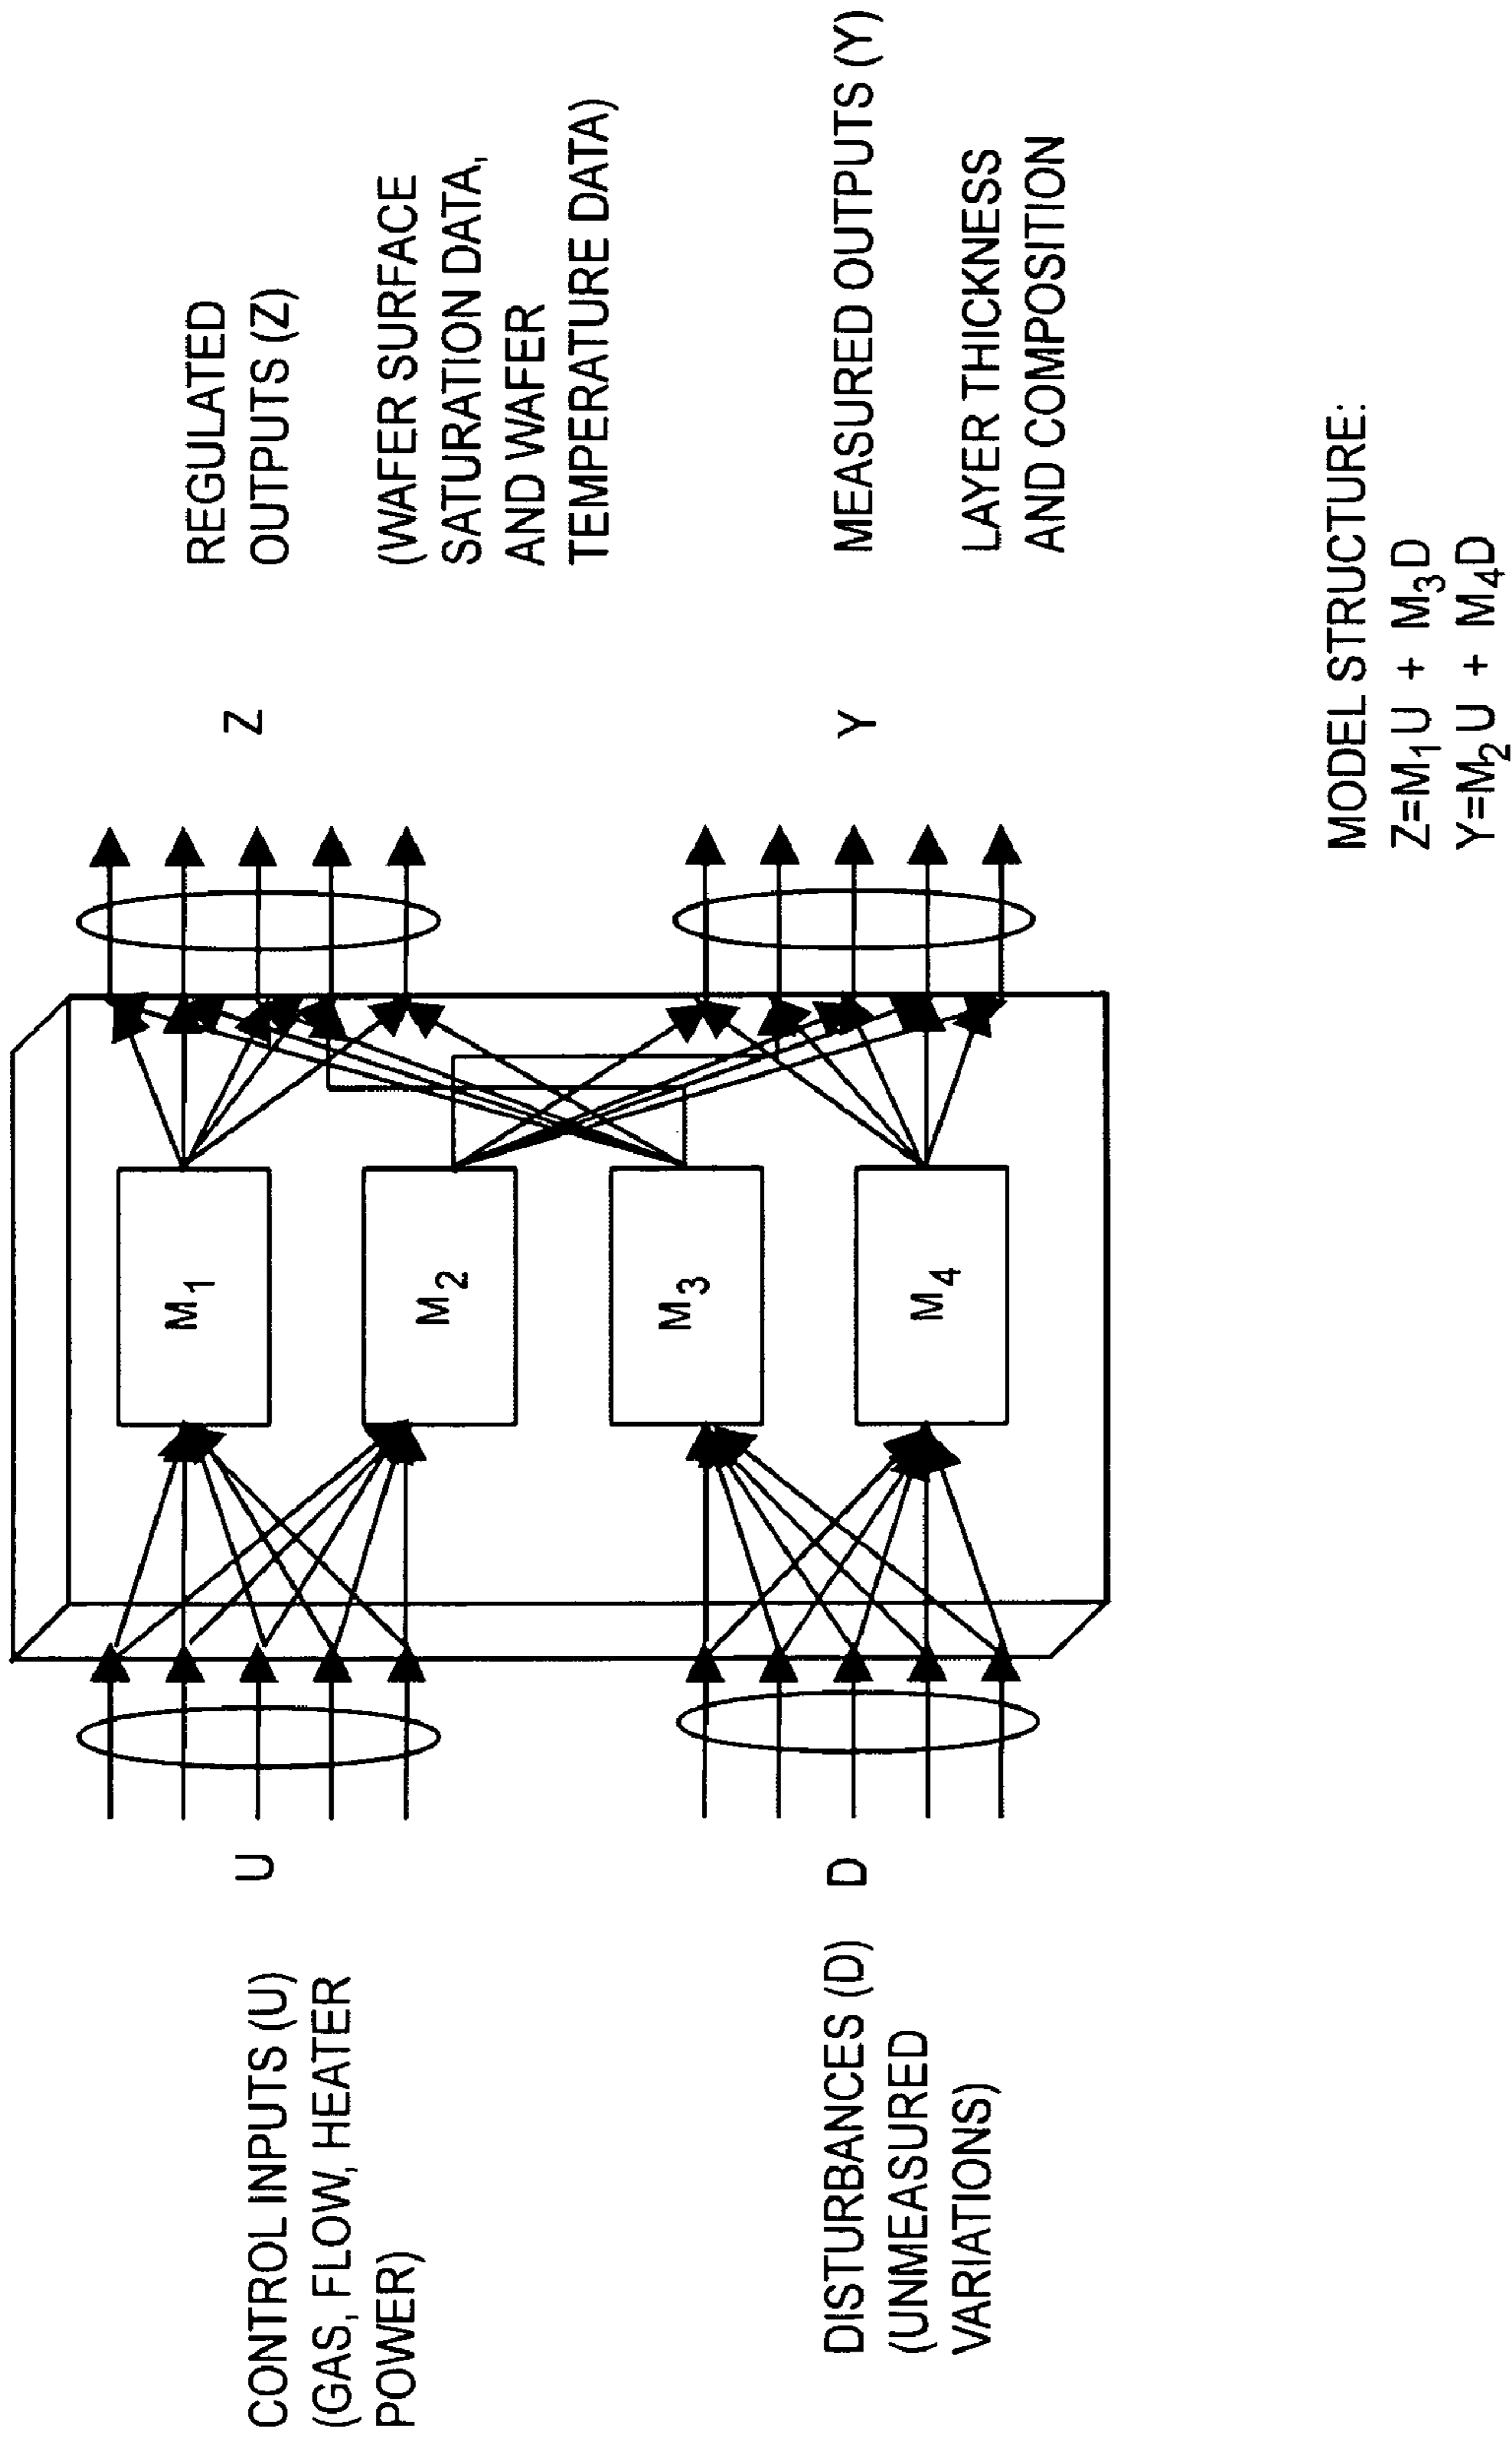 CONTROL INPUTS (U)
(GAS, FLOW, HEATER
POWER)
U
DISTURBANCES (D)
(UNMEASURED
VARIATIONS)
D
M1
M2
M3
M4
Z
REGULATED
OUTPUTS (Z)
(WAFER SURFACE
SATURATION DATA,
AND WAFER
TEMPERATURE DATA)
Y
MEASURED OUTPUTS (Y)
LAYER THICKNESS
AND COMPOSITION
MODEL STRUCTURE:
Z=M1U + M3D
Y=M2U + M4D